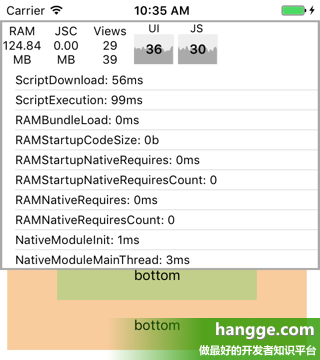 Carrier 10:35 AM
RAM JSC Views UI JS
124.84 0.00 29 36 30
MB MB 39
ScriptDownload: 56ms
ScriptExecution: 99ms
RAMBundleLoad: 0ms
RAMStartupCodeSize: 0b
RAMStartupNativeRequires: 0ms
RAMStartupNativeRequiresCount: 0
RAMNativeRequires: 0ms
RAMNativeRequiresCount: 0
NativeModuleInit: 1ms
NativeModuleMainThread: 3ms
bottom
bottom
hangge.com
做最好的开发者知识平台